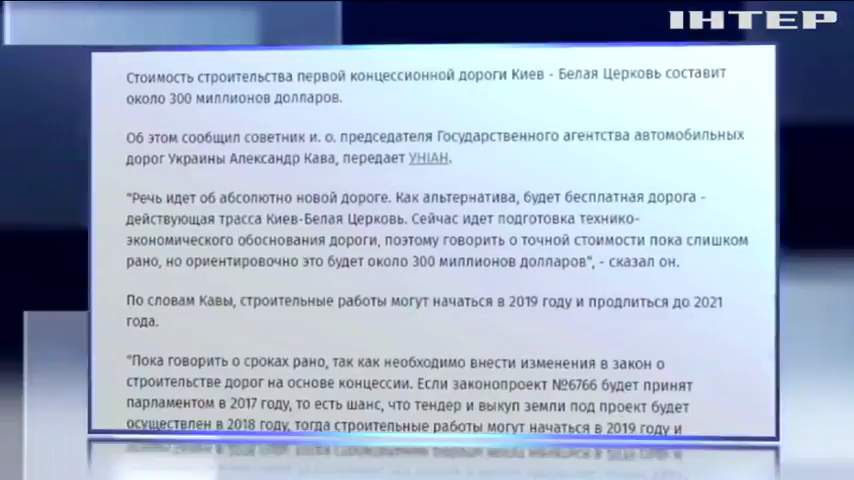 ІНТЕР
Стоимость строительства первой концессионной дороги Киев - Белая Церковь составит
около 300 миллионов долларов.
Об этом сообщил советник и. о. председателя Государственного агентства автомобильных
дорог Украины Александр Кава, передает УНІАН.
"Речь идет об абсолютно новой дороге. Как альтернатива, будет бесплатная дорога -
действующая трасса Киев-Белая Церковь. Сейчас идет подготовка технико-
экономического обоснования дороги, поэтому говорить о точной стоимости пока слишком
рано, но ориентировочно это будет около 300 миллионов долларов", - сказал он.
По словам Кавы, строительные работы могут начаться в 2019 году и продлиться до 2021
года.
"Пока говорить о сроках рано, так как необходимо внести изменения в закон о
строительстве дорог на основе концессии. Если законопроект №6766 будет принят
парламентом в 2017 году, то есть шанс, что тендер и выкуп земли под проект будет
осуществлен в 2018 году, тогда строительные работы могут начаться в 2019 году и